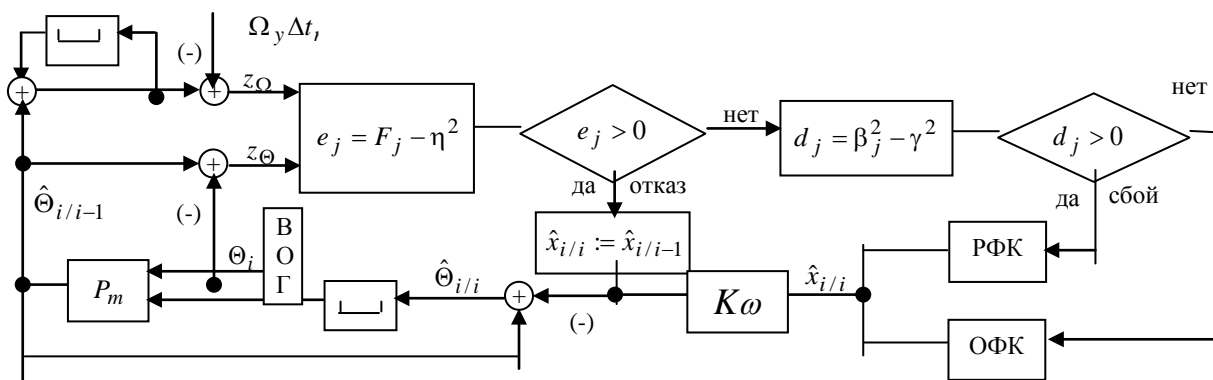 (-)
Ω_y Δt_i
+
+
z_Ω
e_j = F_j − η²
e_j > 0
нет
d_j = β_j² − γ²
d_j > 0
нет
+
z_Θ
да отказ
да сбой
Θ̂_{i/i−1}
(-)
Θ_i
В
О
Г
x̂_{i/i} := x̂_{i/i−1}
РФК
P_m
Θ̂_{i/i}
+
(-)
Kω
x̂_{i/i}
ОФК